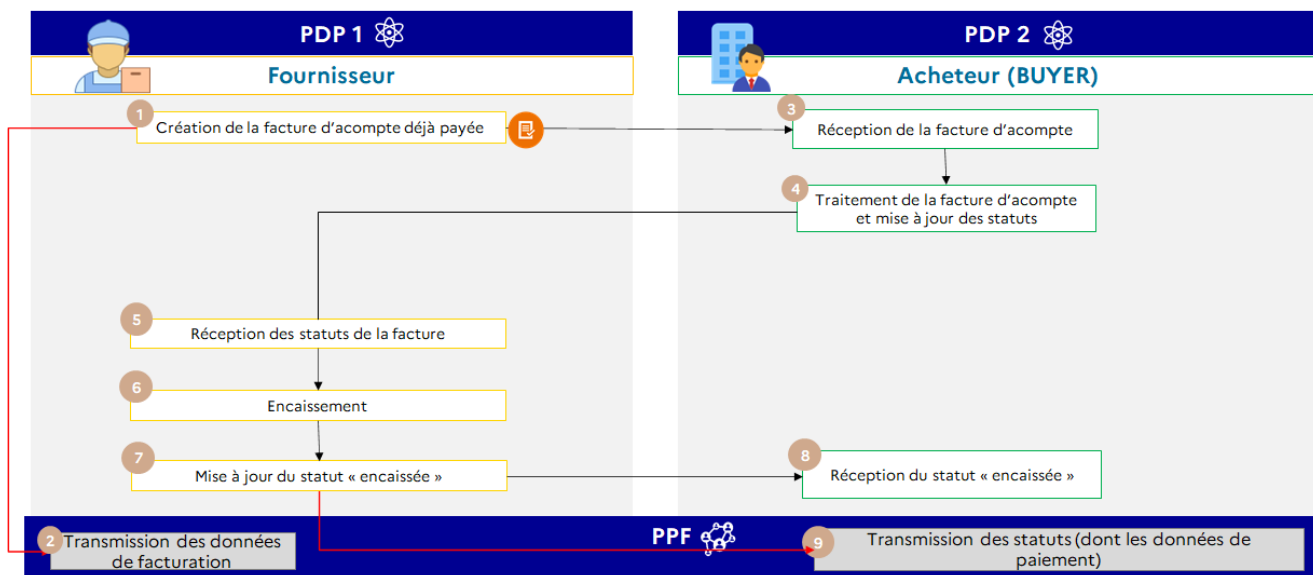 PDP 1
PDP 2
Fournisseur
Acheteur (BUYER)
1
Création de la facture d'acompte déjà payée
3
Réception de la facture d'acompte
4
Traitement de la facture d'acompte
et mise à jour des statuts
5
Réception des statuts de la facture
6
Encaissement
7
Mise à jour du statut « encaissée »
8
Réception du statut « encaissée »
PPF
2
Transmission des données
de facturation
9
Transmission des statuts (dont les données de
paiement)